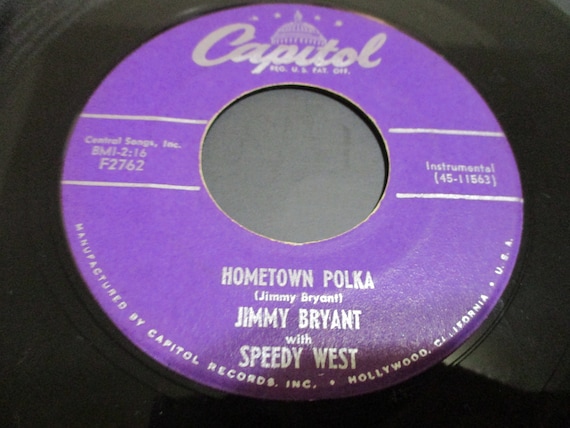 Capitol
REG. U.S. PAT. OFF.
Central Songs, Inc.
BMI-2:16
F2762
Instrumental
(45-11563)
HOMETOWN POLKA
(Jimmy Bryant)
JIMMY BRYANT
with
SPEEDY WEST
MANUFACTURED BY CAPITOL RECORDS, INC. • HOLLYWOOD, CALIFORNIA • U.S.A.